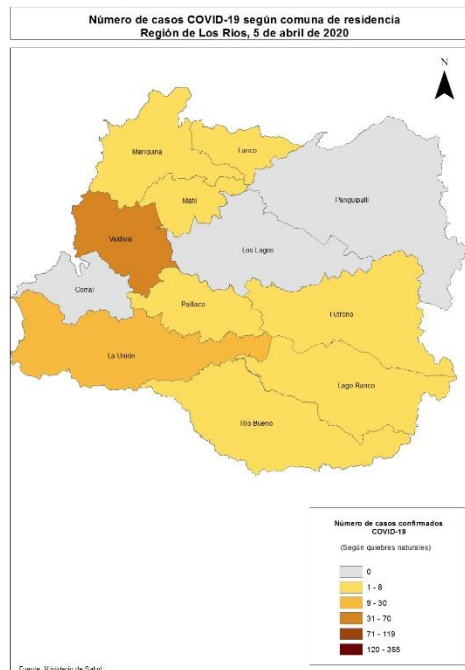 Número de casos COVID-19 según comuna de residencia
Región de Los Ríos, 5 de abril de 2020
N
Mariquina
Lanco
Máfil
Panguipulli
Valdivia
Los Lagos
Corral
Paillaco
Futrono
La Unión
Lago Ranco
Río Bueno
Número de casos confirmados
COVID-19
(Según quiebres naturales)
0
1 - 8
9 - 30
31 - 70
71 - 119
120 - 365
Fuente. Ministerio de Salud